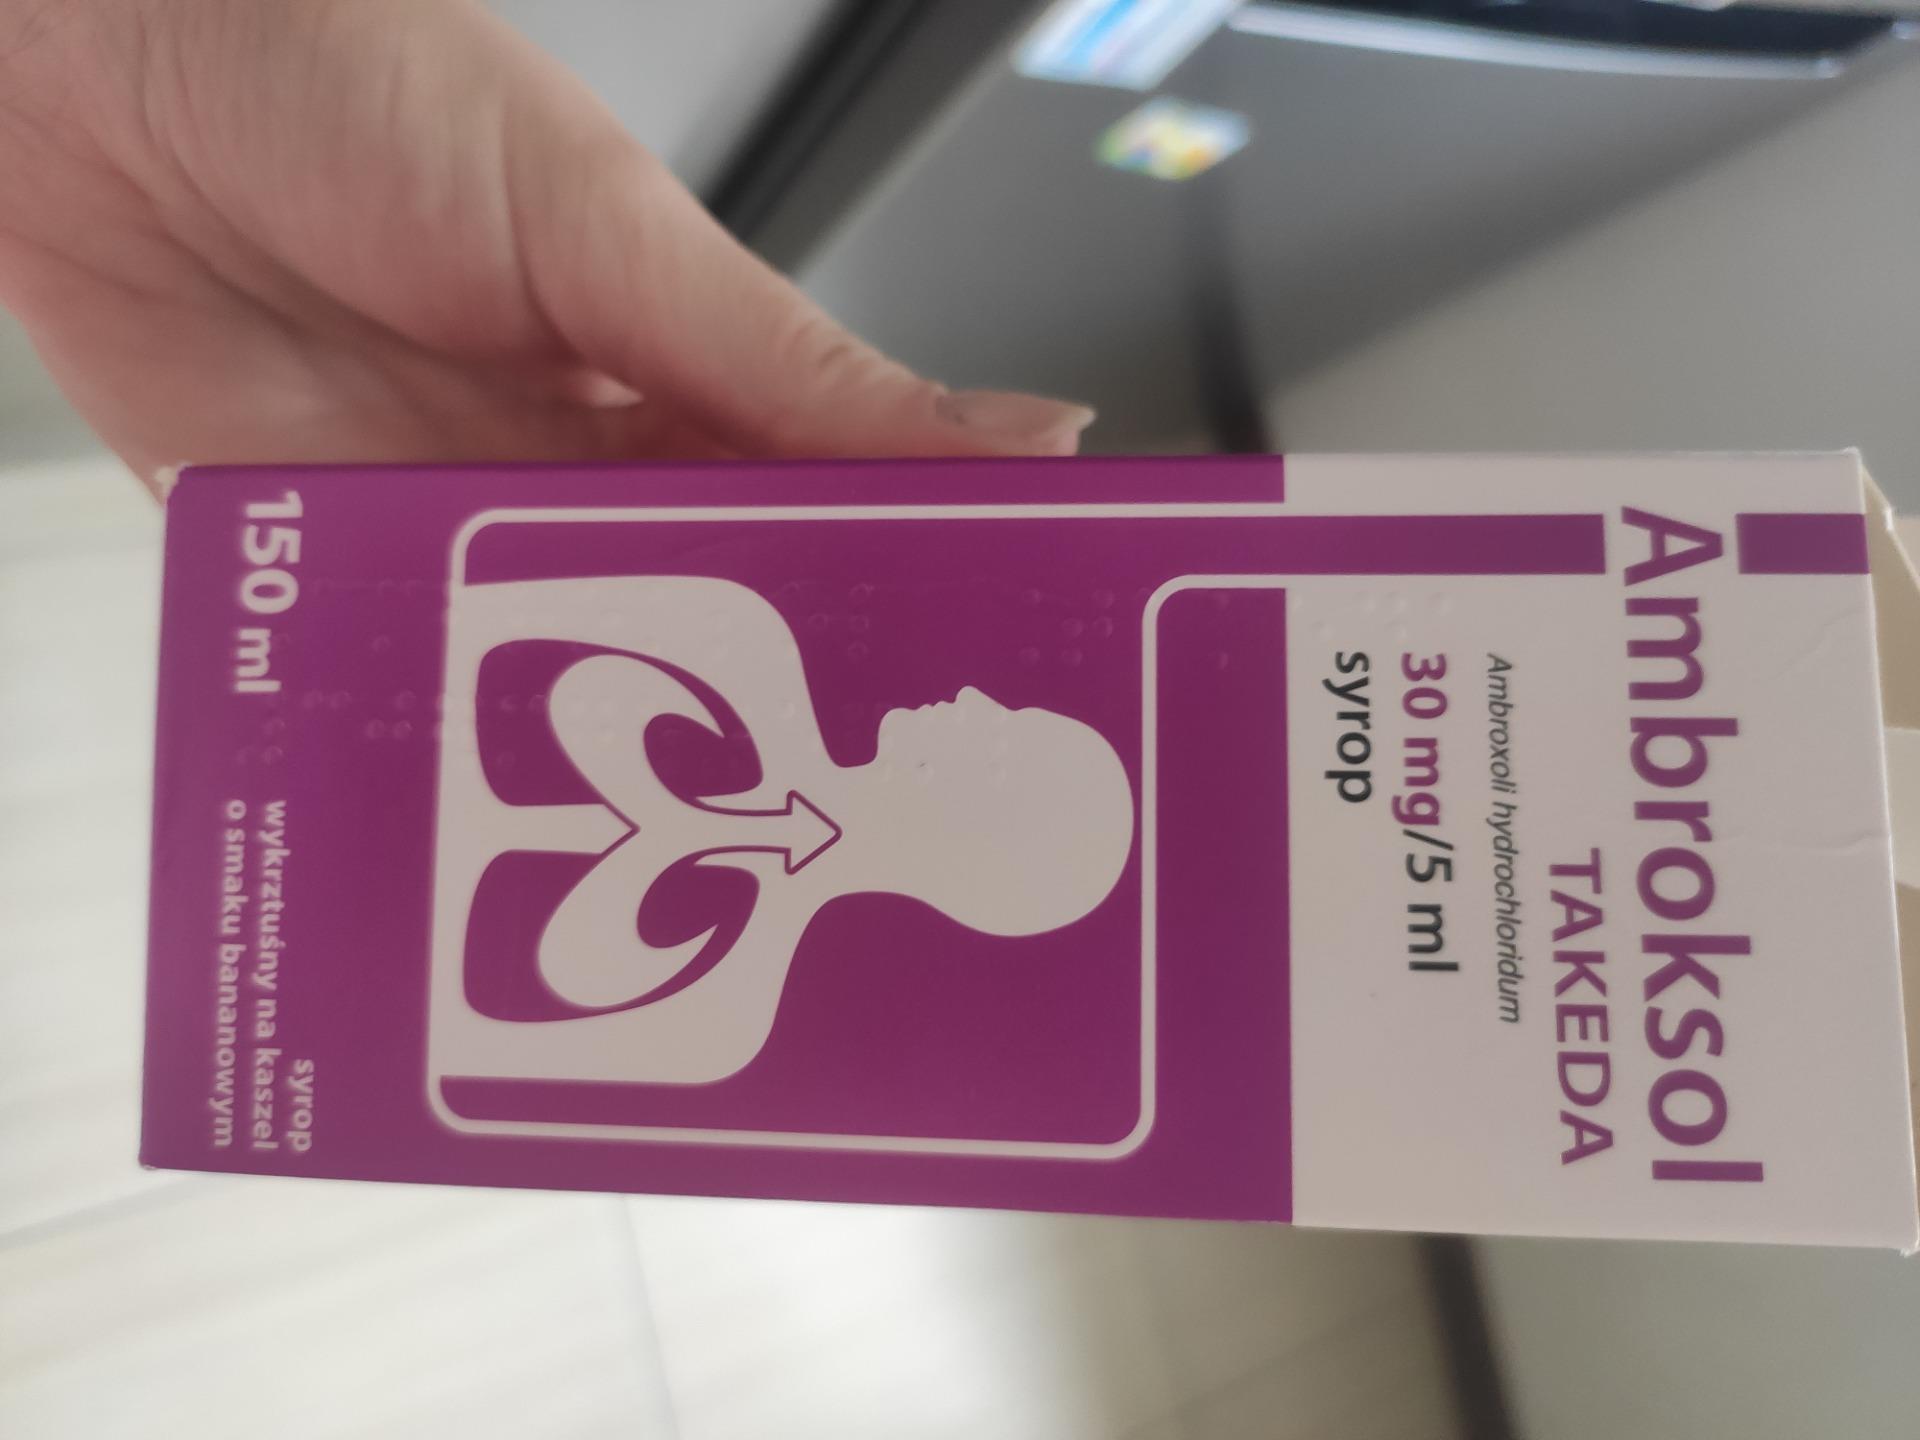 Ambroksol
TAKEDA
Ambroxoli hydrochloridum
30 mg/5 ml
syrop
150 ml
syrop
wykrztuśny na kaszel
o smaku bananowym